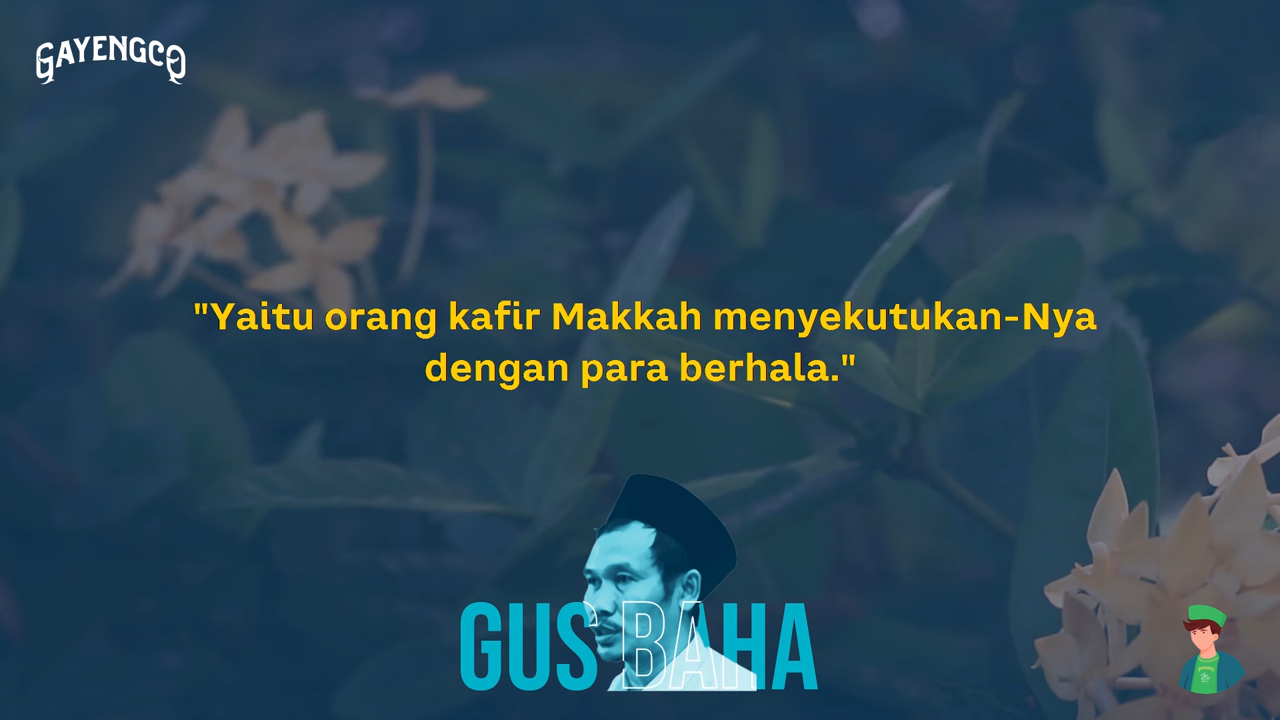 GAYENGCO
"Yaitu orang kafir Makkah menyekutukan-Nya
dengan para berhala."
GUS BAHA